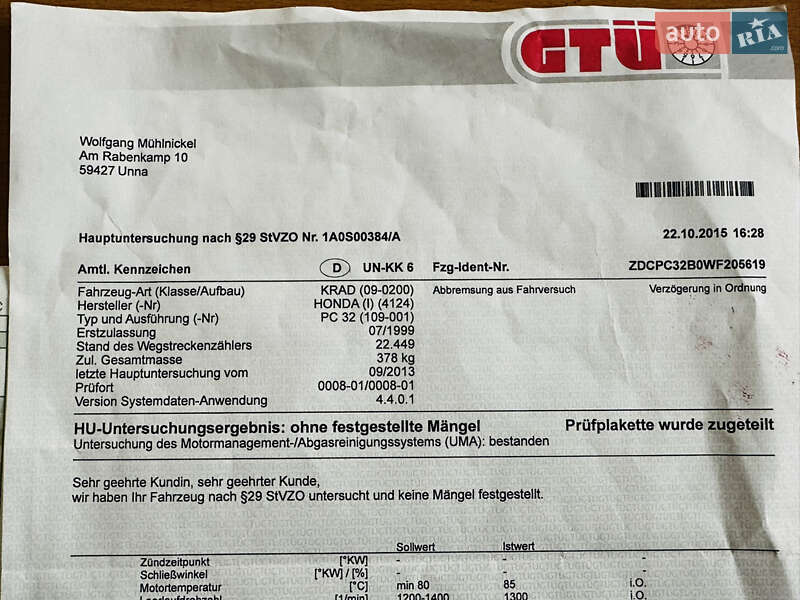 GTÜ
auto RIA .com
Wolfgang Mühlnickel
Am Rabenkamp 10
59427 Unna
Hauptuntersuchung nach §29 StVZO Nr. 1A0S00384/A 22.10.2015 16:28
Amtl. Kennzeichen D UN-KK 6 Fzg-Ident-Nr. ZDCPC32B0WF205619
Fahrzeug-Art (Klasse/Aufbau) KRAD (09-0200) Abbremsung aus Fahrversuch Verzögerung in Ordnung
Hersteller (-Nr) HONDA (I) (4124)
Typ und Ausführung (-Nr) PC 32 (109-001)
Erstzulassung 07/1999
Stand des Wegstreckenzählers 22.449
Zul. Gesamtmasse 378 kg
letzte Hauptuntersuchung vom 09/2013
Prüfort 0008-01/0008-01
Version Systemdaten-Anwendung 4.4.0.1
HU-Untersuchungsergebnis: ohne festgestellte Mängel Prüfplakette wurde zugeteilt
Untersuchung des Motormanagement-/Abgasreinigungssystems (UMA): bestanden
Sehr geehrte Kundin, sehr geehrter Kunde,
wir haben Ihr Fahrzeug nach §29 StVZO untersucht und keine Mängel festgestellt.
Sollwert Istwert
Zündzeitpunkt [°KW] - - -
Schließwinkel [°KW] / [%] - - -
Motortemperatur [°C] min 80 85 i.O.
Leerlaufdrehzahl [1/min] 1200-1400 1300 i.O.